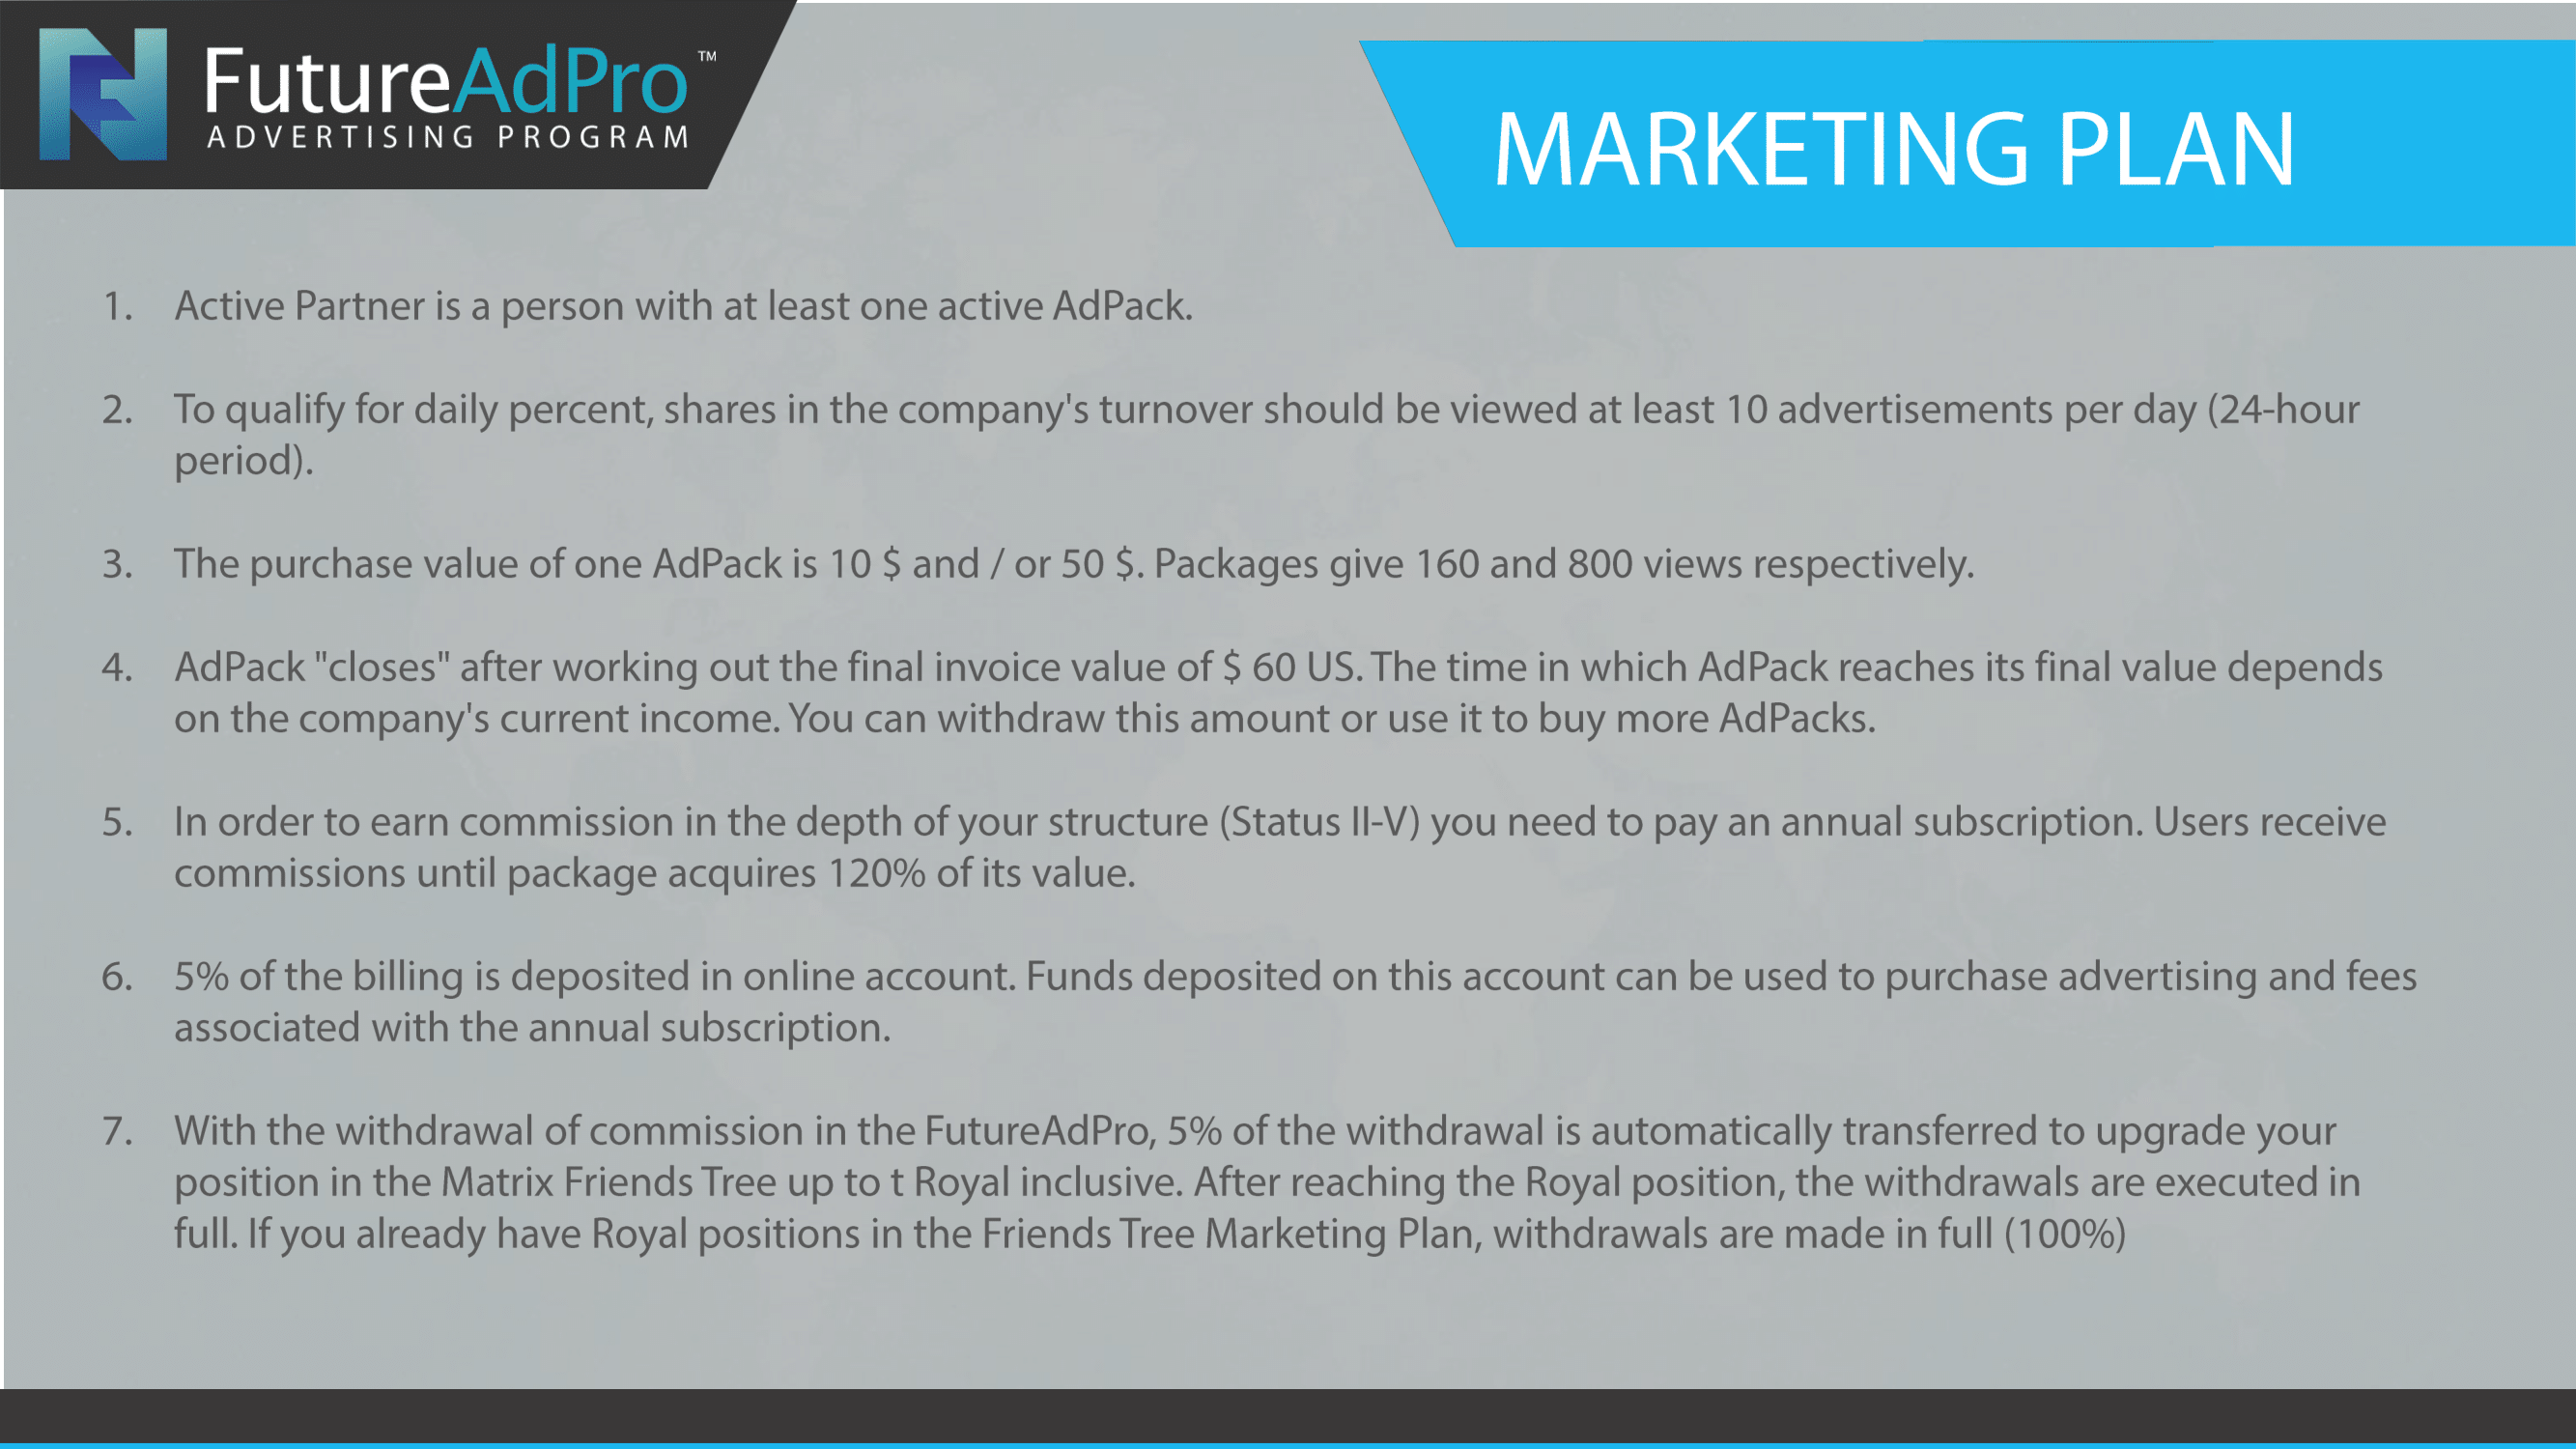 FutureAdPro™
ADVERTISING PROGRAM
MARKETING PLAN
1. Active Partner is a person with at least one active AdPack.
2. To qualify for daily percent, shares in the company's turnover should be viewed at least 10 advertisements per day (24-hour
period).
3. The purchase value of one AdPack is 10 $ and / or 50 $. Packages give 160 and 800 views respectively.
4. AdPack "closes" after working out the final invoice value of $ 60 US. The time in which AdPack reaches its final value depends
on the company's current income. You can withdraw this amount or use it to buy more AdPacks.
5. In order to earn commission in the depth of your structure (Status II-V) you need to pay an annual subscription. Users receive
commissions until package acquires 120% of its value.
6. 5% of the billing is deposited in online account. Funds deposited on this account can be used to purchase advertising and fees
associated with the annual subscription.
7. With the withdrawal of commission in the FutureAdPro, 5% of the withdrawal is automatically transferred to upgrade your
position in the Matrix Friends Tree up to t Royal inclusive. After reaching the Royal position, the withdrawals are executed in
full. If you already have Royal positions in the Friends Tree Marketing Plan, withdrawals are made in full (100%)